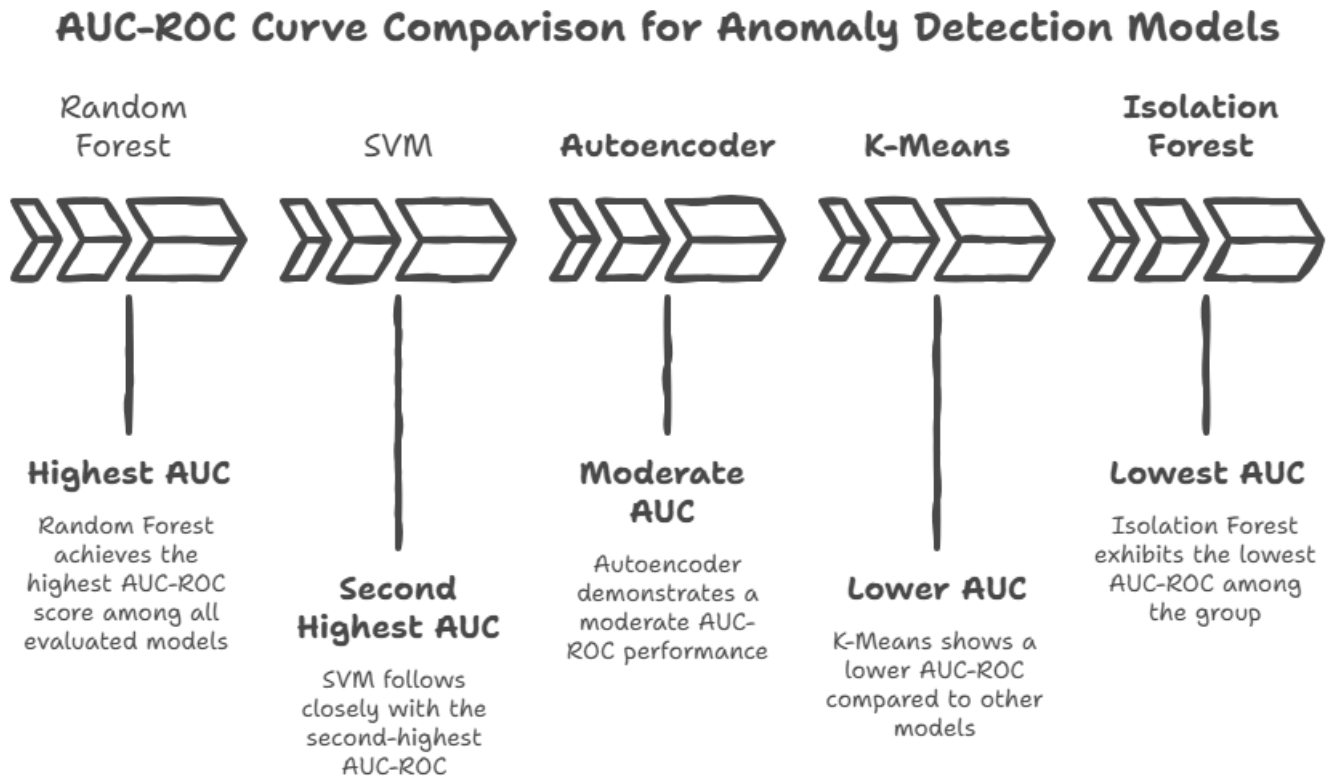 AUC-ROC Curve Comparison for Anomaly Detection Models
Random
Forest
SVM
Autoencoder
K-Means
Isolation
Forest
Highest AUC
Random Forest
achieves the
highest AUC-ROC
score among all
evaluated models
Second
Highest AUC
SVM follows
closely with the
second-highest
AUC-ROC
Moderate
AUC
Autoencoder
demonstrates a
moderate AUC-
ROC performance
Lower AUC
K-Means shows a
lower AUC-ROC
compared to other
models
Lowest AUC
Isolation Forest
exhibits the lowest
AUC-ROC among
the group